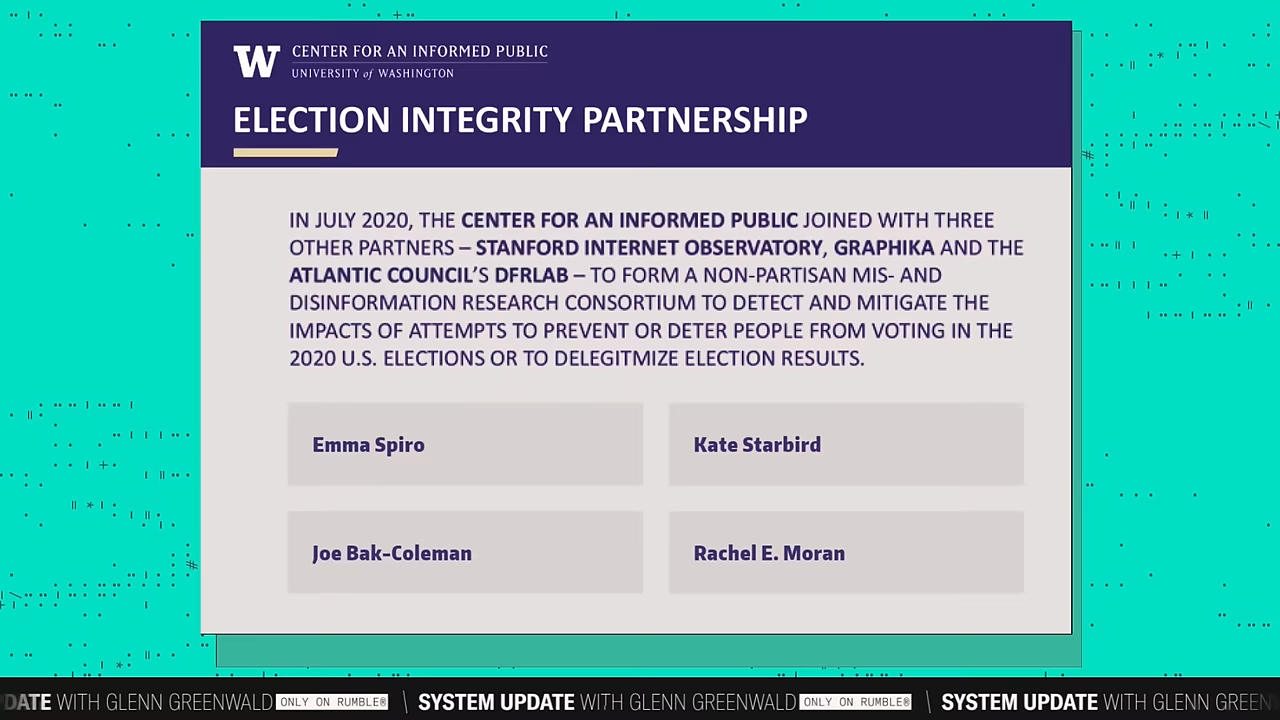 W CENTER FOR AN INFORMED PUBLIC
UNIVERSITY of WASHINGTON
ELECTION INTEGRITY PARTNERSHIP
IN JULY 2020, THE CENTER FOR AN INFORMED PUBLIC JOINED WITH THREE
OTHER PARTNERS – STANFORD INTERNET OBSERVATORY, GRAPHIKA AND THE
ATLANTIC COUNCIL'S DFRLAB – TO FORM A NON-PARTISAN MIS- AND
DISINFORMATION RESEARCH CONSORTIUM TO DETECT AND MITIGATE THE
IMPACTS OF ATTEMPTS TO PREVENT OR DETER PEOPLE FROM VOTING IN THE
2020 U.S. ELECTIONS OR TO DELEGITMIZE ELECTION RESULTS.
Emma Spiro
Kate Starbird
Joe Bak-Coleman
Rachel E. Moran
DATE WITH GLENN GREENWALD ONLY ON RUMBLE® \ SYSTEM UPDATE WITH GLENN GREENWALD ONLY ON RUMBLE® \ SYSTEM UPDATE WITH GLENN GREEN